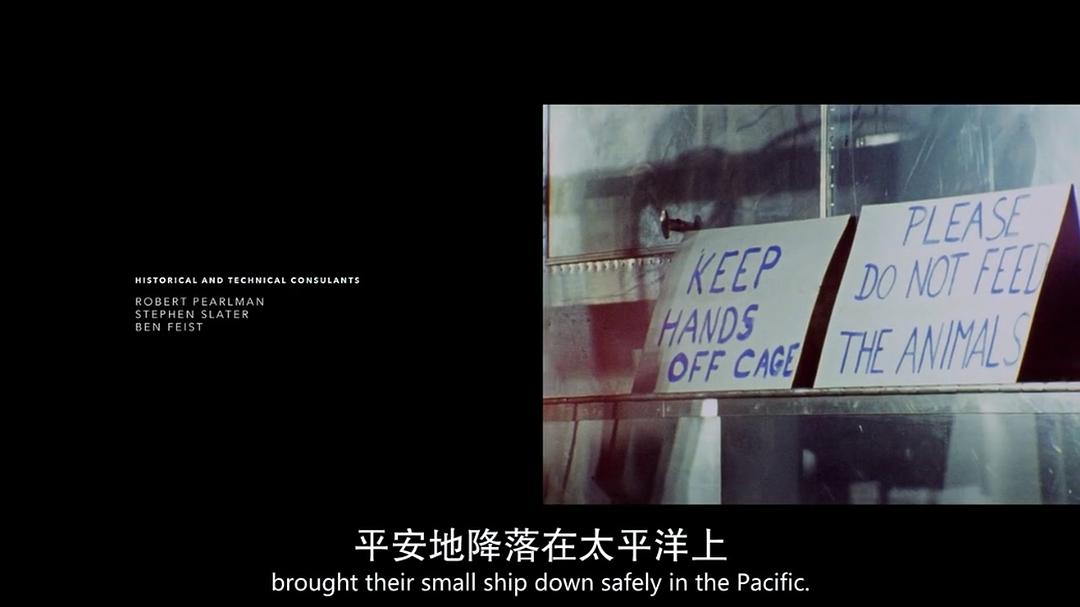 HISTORICAL AND TECHNICAL CONSULANTS
ROBERT PEARLMAN
STEPHEN SLATER
BEN FEIST
KEEP
HANDS
OFF CAGE
PLEASE
DO NOT FEED
THE ANIMALS
平安地降落在太平洋上
brought their small ship down safely in the Pacific.